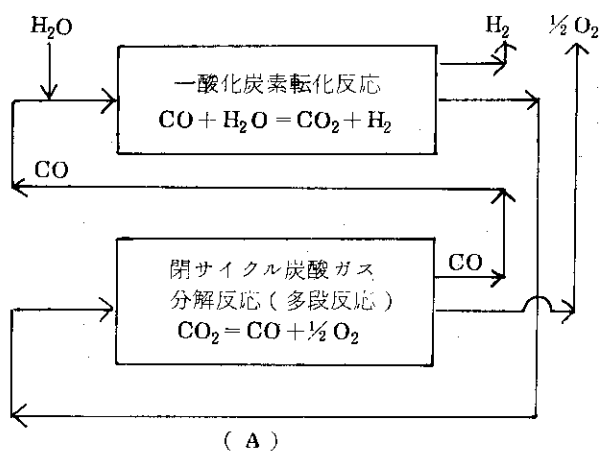 H₂O
H₂ ½ O₂
一酸化炭素転化反応
CO + H₂O = CO₂ + H₂
CO
閉サイクル炭酸ガス
CO
分解反応（多段反応）
CO₂ = CO + ½ O₂
( A )